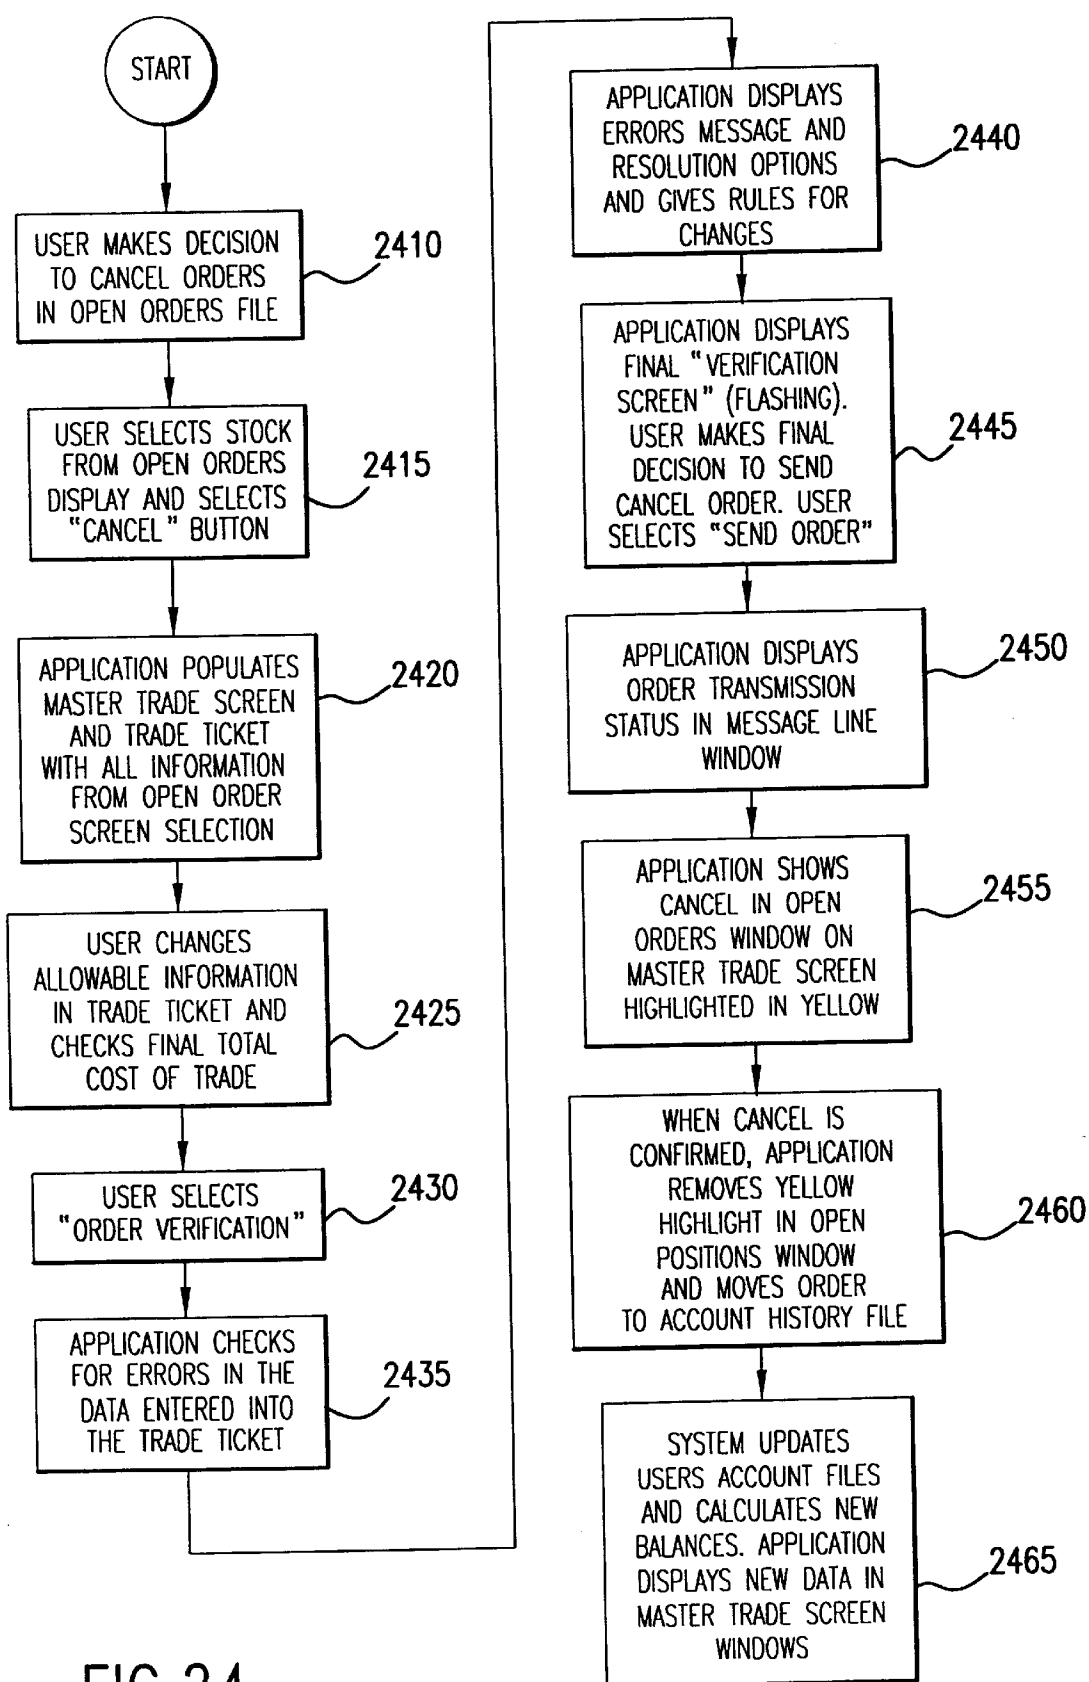 START
USER MAKES DECISION
TO CANCEL ORDERS
IN OPEN ORDERS FILE
2410
USER SELECTS STOCK
FROM OPEN ORDERS
DISPLAY AND SELECTS
"CANCEL" BUTTON
2415
APPLICATION POPULATES
MASTER TRADE SCREEN
AND TRADE TICKET
WITH ALL INFORMATION
FROM OPEN ORDER
SCREEN SELECTION
2420
USER CHANGES
ALLOWABLE INFORMATION
IN TRADE TICKET AND
CHECKS FINAL TOTAL
COST OF TRADE
2425
USER SELECTS
"ORDER VERIFICATION"
2430
APPLICATION CHECKS
FOR ERRORS IN THE
DATA ENTERED INTO
THE TRADE TICKET
2435
APPLICATION DISPLAYS
ERRORS MESSAGE AND
RESOLUTION OPTIONS
AND GIVES RULES FOR
CHANGES
2440
APPLICATION DISPLAYS
FINAL "VERIFICATION
SCREEN" (FLASHING).
USER MAKES FINAL
DECISION TO SEND
CANCEL ORDER. USER
SELECTS "SEND ORDER"
2445
APPLICATION DISPLAYS
ORDER TRANSMISSION
STATUS IN MESSAGE LINE
WINDOW
2450
APPLICATION SHOWS
CANCEL IN OPEN
ORDERS WINDOW ON
MASTER TRADE SCREEN
HIGHLIGHTED IN YELLOW
2455
WHEN CANCEL IS
CONFIRMED, APPLICATION
REMOVES YELLOW
HIGHLIGHT IN OPEN
POSITIONS WINDOW
AND MOVES ORDER
TO ACCOUNT HISTORY FILE
2460
SYSTEM UPDATES
USERS ACCOUNT FILES
AND CALCULATES NEW
BALANCES. APPLICATION
DISPLAYS NEW DATA IN
MASTER TRADE SCREEN
WINDOWS
2465
FIG.24